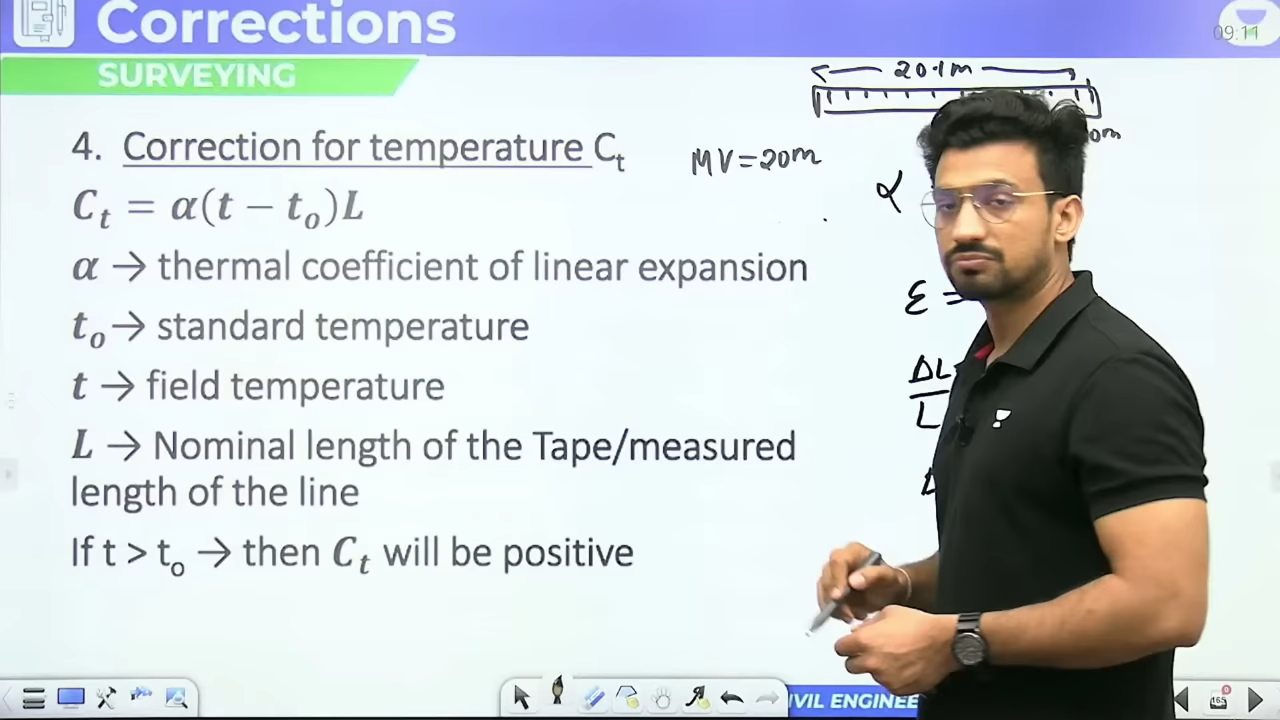 Corrections
09:11
SURVEYING
20.1m
4. Correction for temperature Cₜ
MV=20m
Cₜ = α(t − tₒ)L
α
α → thermal coefficient of linear expansion
ε =
tₒ→ standard temperature
t → field temperature
ΔL
L
L → Nominal length of the Tape/measured
length of the line
If t > tₒ → then Cₜ will be positive
165